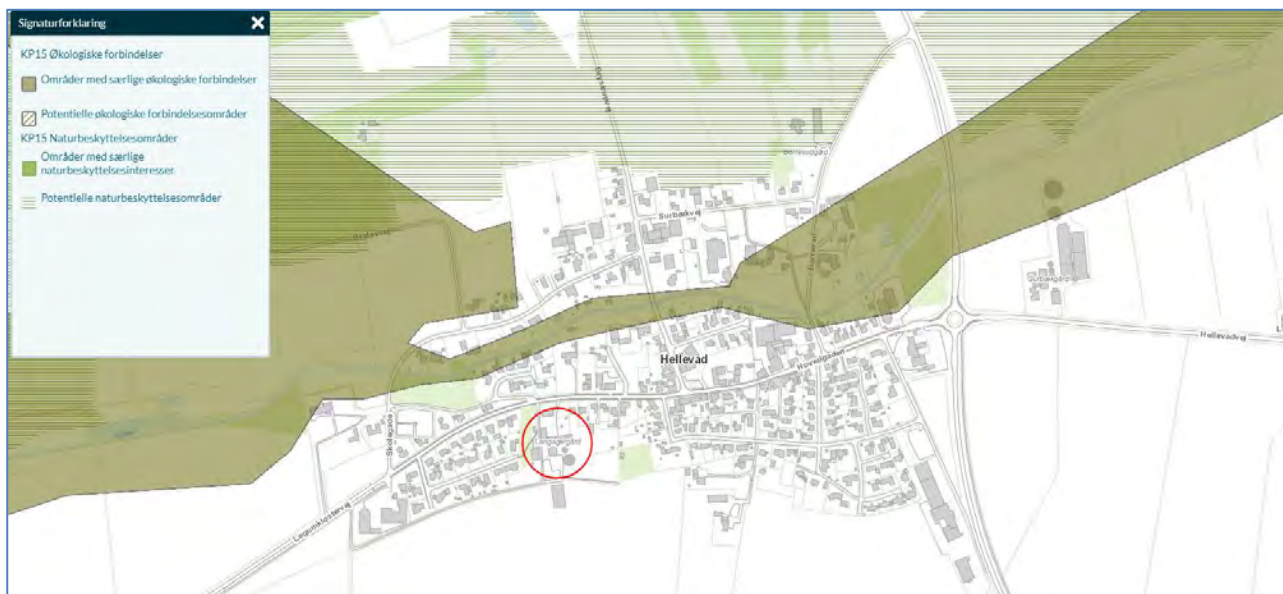 Signaturforklaring
KP15 Økologiske forbindelser
Områder med særlige økologiske forbindelser
Potentielle økologiske forbindelsesområder
KP15 Naturbeskyttelsesområder
Områder med særlige
naturbeskyttelsesinteresser
Potentielle naturbeskyttelsesområder
Surbækvej
Hellevad
Hovedgaden
Hellevadvej
Skolegade
Langagergård
Løgumklostervej